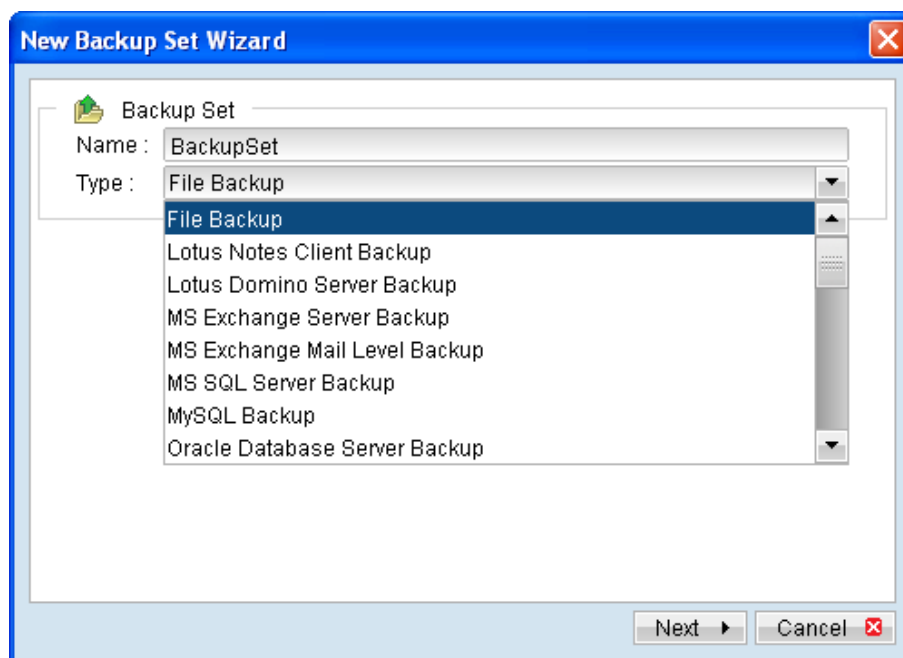 New Backup Set Wizard
Backup Set
Name : BackupSet
Type : File Backup
File Backup
Lotus Notes Client Backup
Lotus Domino Server Backup
MS Exchange Server Backup
MS Exchange Mail Level Backup
MS SQL Server Backup
MySQL Backup
Oracle Database Server Backup
Next Cancel